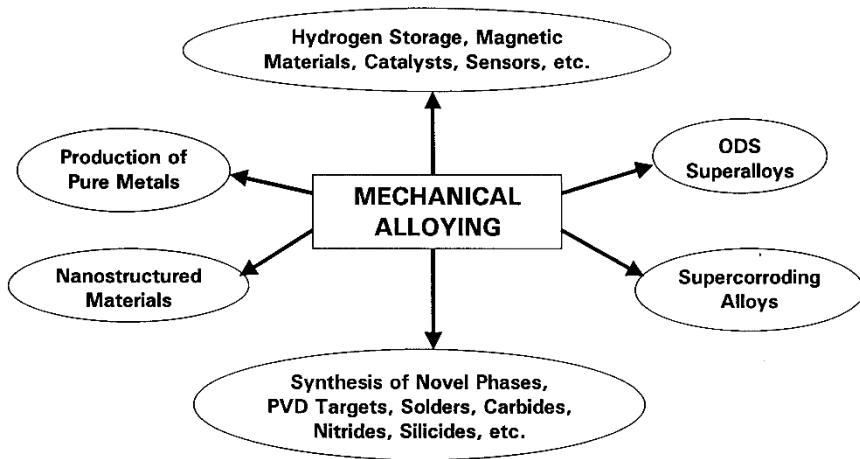 Hydrogen Storage, Magnetic
Materials, Catalysts, Sensors, etc.
Production of
Pure Metals
ODS
Superalloys
MECHANICAL
ALLOYING
Nanostructured
Materials
Supercorroding
Alloys
Synthesis of Novel Phases,
PVD Targets, Solders, Carbides,
Nitrides, Silicides, etc.